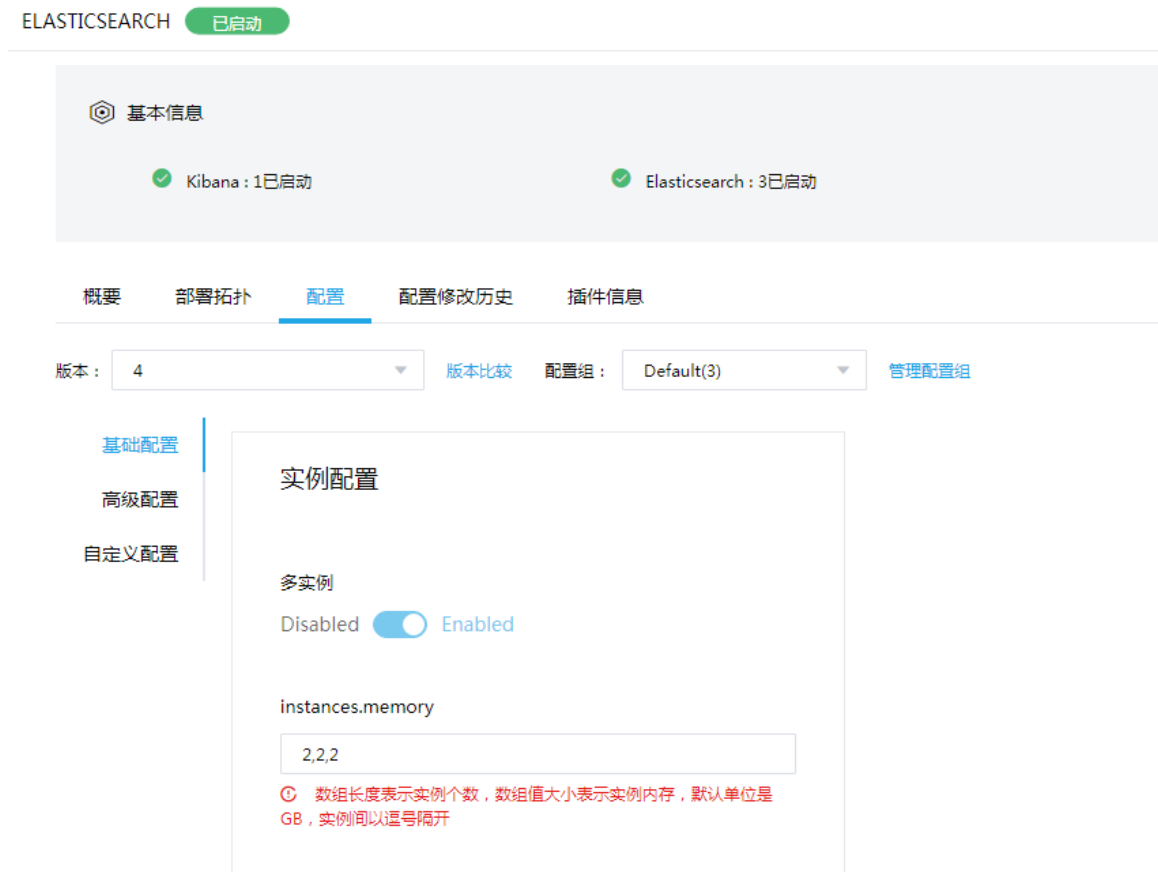 ELASTICSEARCH 已启动
基本信息
Kibana : 1已启动 Elasticsearch : 3已启动
概要 部署拓扑 配置 配置修改历史 插件信息
版本： 4 版本比较 配置组： Default(3) 管理配置组
基础配置
高级配置
自定义配置
实例配置
多实例
Disabled Enabled
instances.memory
2,2,2
数组长度表示实例个数，数组值大小表示实例内存，默认单位是
GB，实例间以逗号隔开